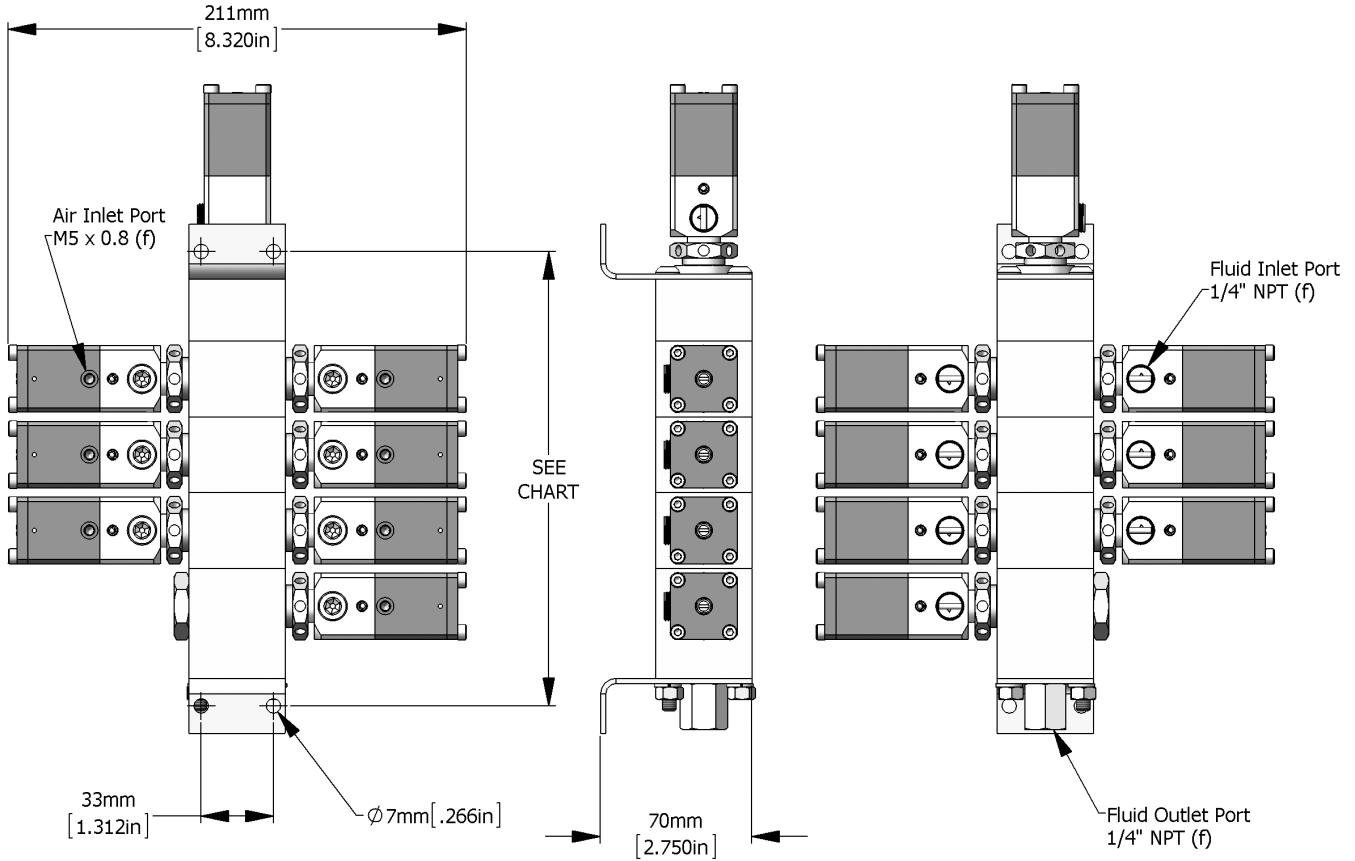 211mm
[8.320in]
Air Inlet Port
M5 x 0.8 (f)
Fluid Inlet Port
1/4" NPT (f)
SEE
CHART
33mm
[1.312in]
Ø7mm[.266in]
70mm
[2.750in]
Fluid Outlet Port
1/4" NPT (f)